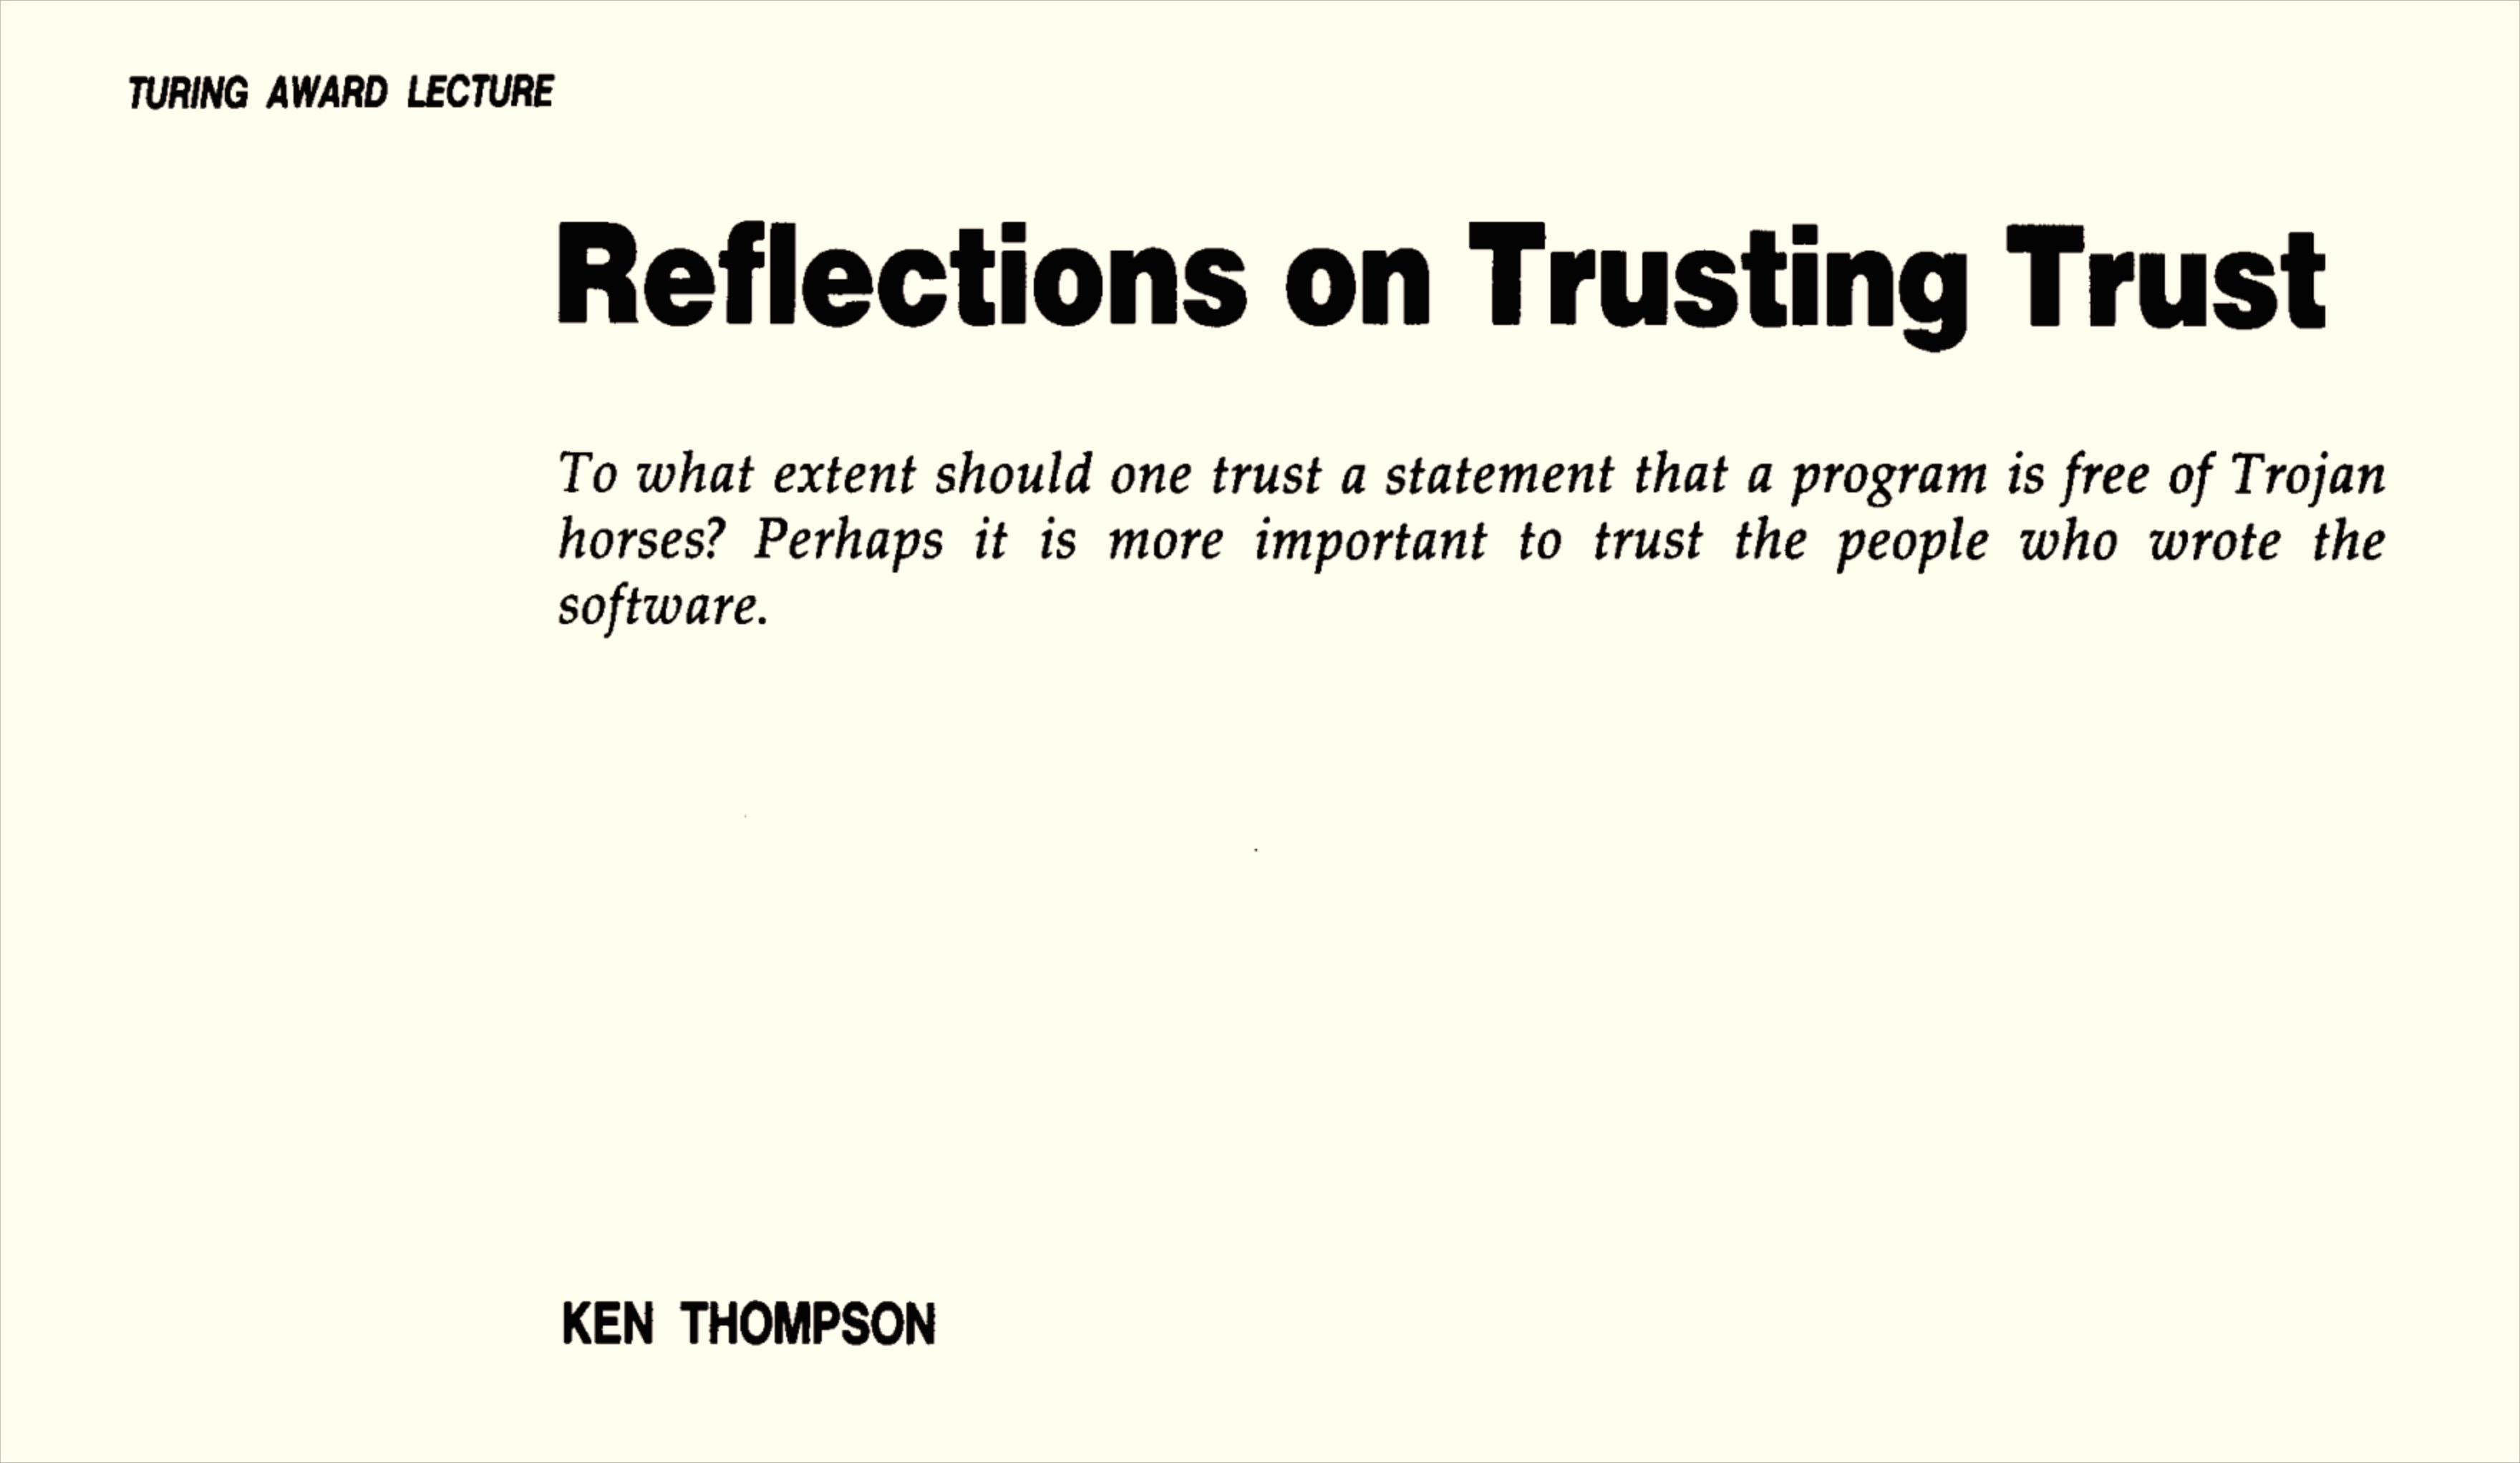 TURING AWARD LECTURE
Reflections on Trusting Trust
To what extent should one trust a statement that a program is free of Trojan
horses? Perhaps it is more important to trust the people who wrote the
software.
KEN THOMPSON